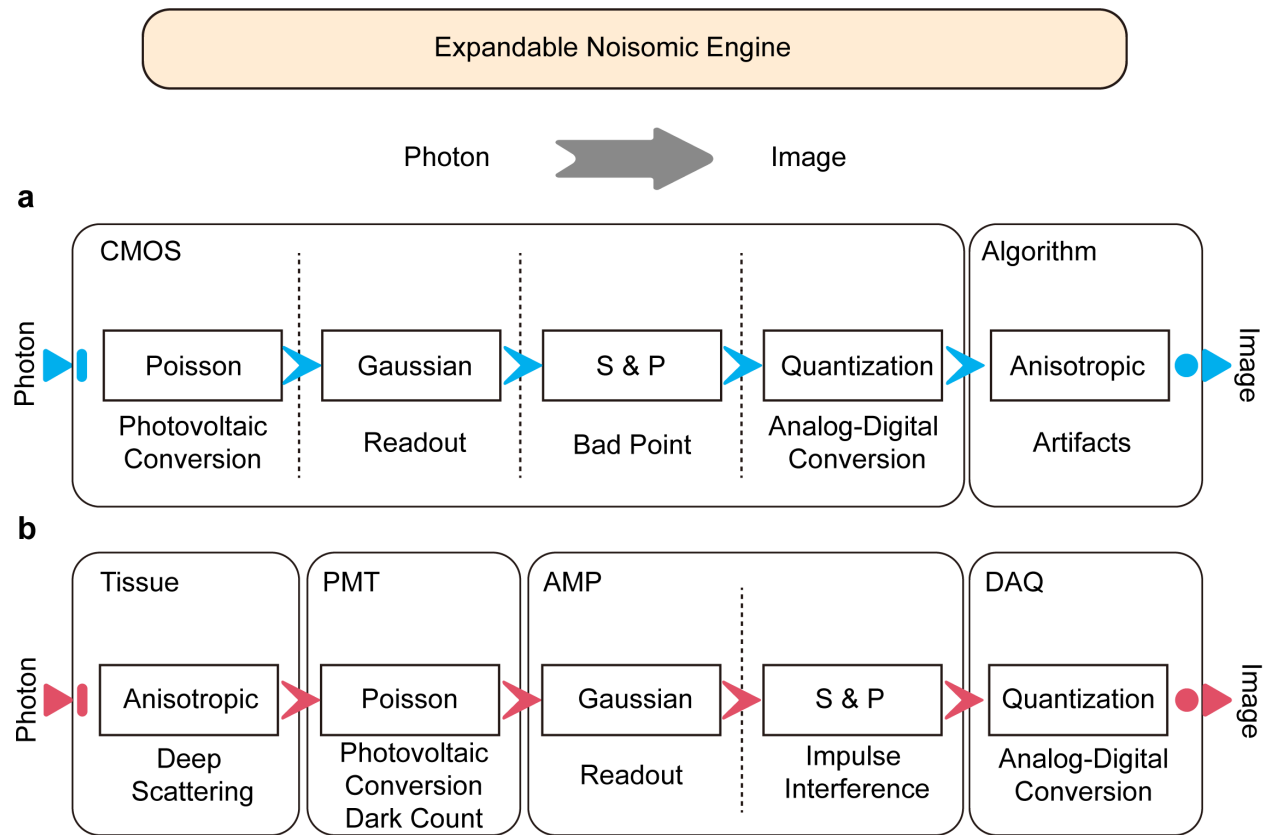 Expandable Noisomic Engine
Photon
Image
a
CMOS
Algorithm
Photon
Poisson
Gaussian
S & P
Quantization
Anisotropic
Image
Photovoltaic
Conversion
Readout
Bad Point
Analog-Digital
Conversion
Artifacts
b
Tissue
PMT
AMP
DAQ
Photon
Anisotropic
Poisson
Gaussian
S & P
Quantization
Image
Deep
Scattering
Photovoltaic
Conversion
Dark Count
Readout
Impulse
Interference
Analog-Digital
Conversion